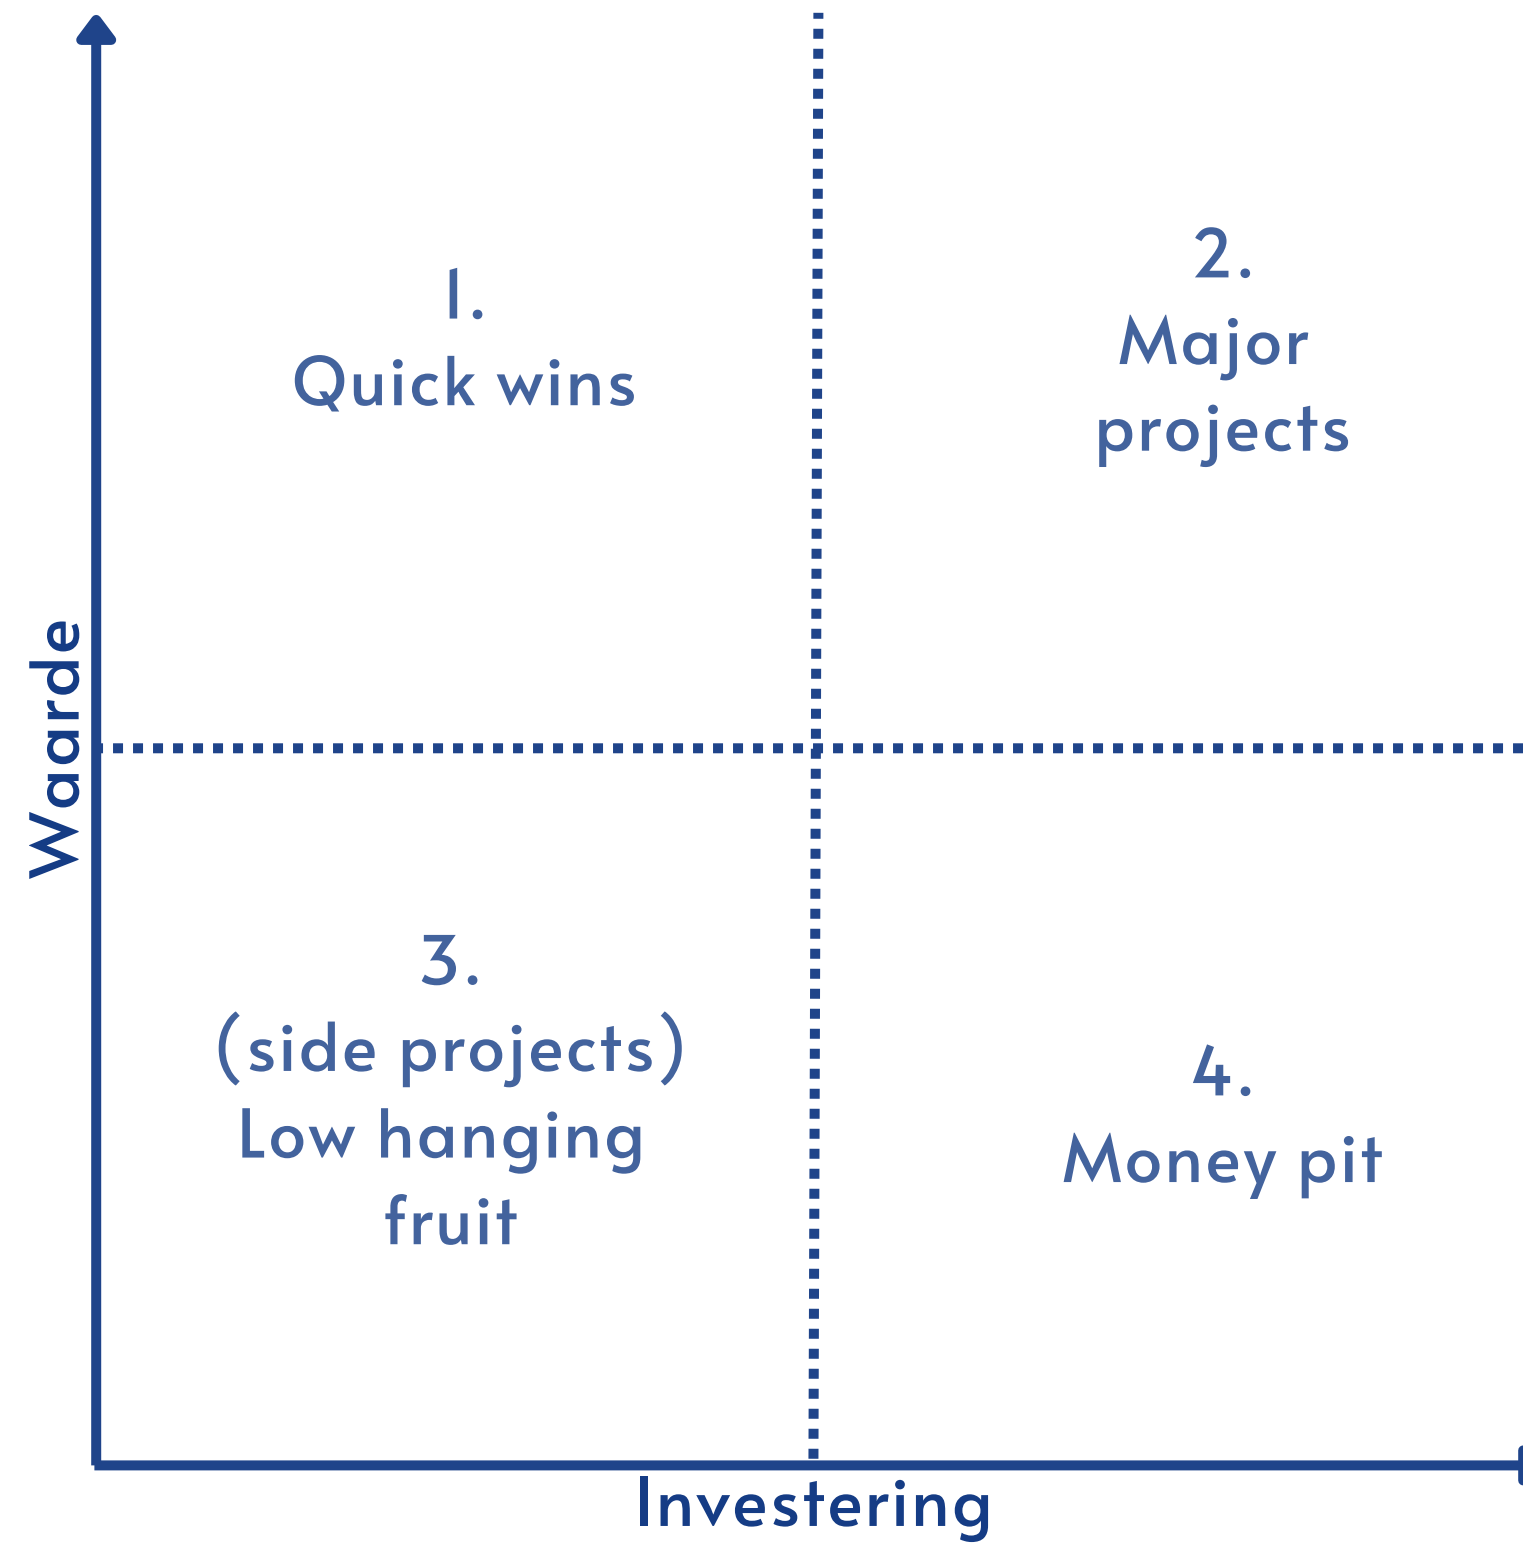 1.
Quick wins
2.
Major
projects
Waarde
3.
(side projects)
Low hanging
fruit
4.
Money pit
Investering